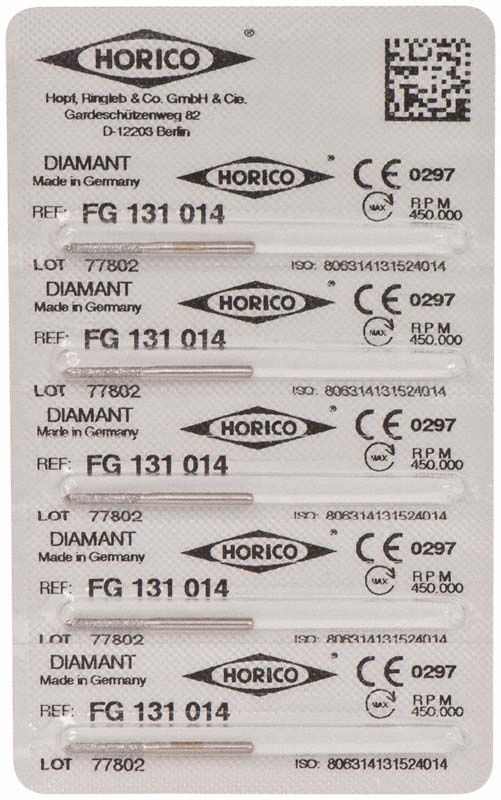 HORICO ®
Hopf, Ringleb & Co. GmbH & Cie.
Gardeschützenweg 82
D-12203 Berlin
DIAMANT HORICO ® CE 0297
Made in Germany
MAX RPM 450.000
REF: FG 131 014
LOT 77802 ISO: 806314131524014
DIAMANT HORICO ® CE 0297
Made in Germany
MAX RPM 450.000
REF: FG 131 014
LOT 77802 ISO: 806314131524014
DIAMANT HORICO ® CE 0297
Made in Germany
MAX RPM 450.000
REF: FG 131 014
LOT 77802 ISO: 806314131524014
DIAMANT HORICO ® CE 0297
Made in Germany
MAX RPM 450.000
REF: FG 131 014
LOT 77802 ISO: 806314131524014
DIAMANT HORICO ® CE 0297
Made in Germany
MAX RPM 450.000
REF: FG 131 014
LOT 77802 ISO: 806314131524014